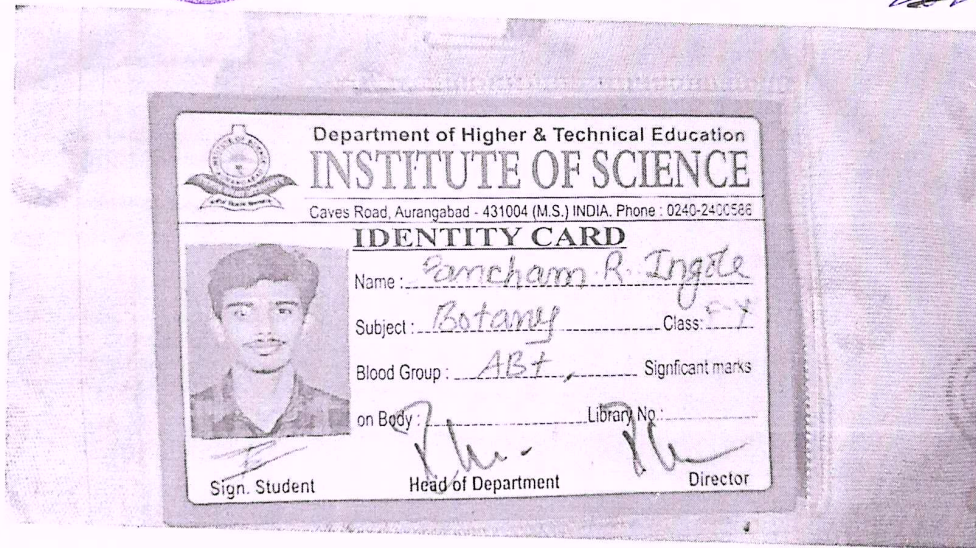 Department of Higher & Technical Education
INSTITUTE OF SCIENCE
Caves Road, Aurangabad - 431004 (M.S.) INDIA. Phone : 0240-2400586
IDENTITY CARD
Name : Pancham R. Ingole
Subject : Botany Class:
Blood Group : AB+ Signficant marks
on Body : Library No. :
Sign. Student Head of Department Director